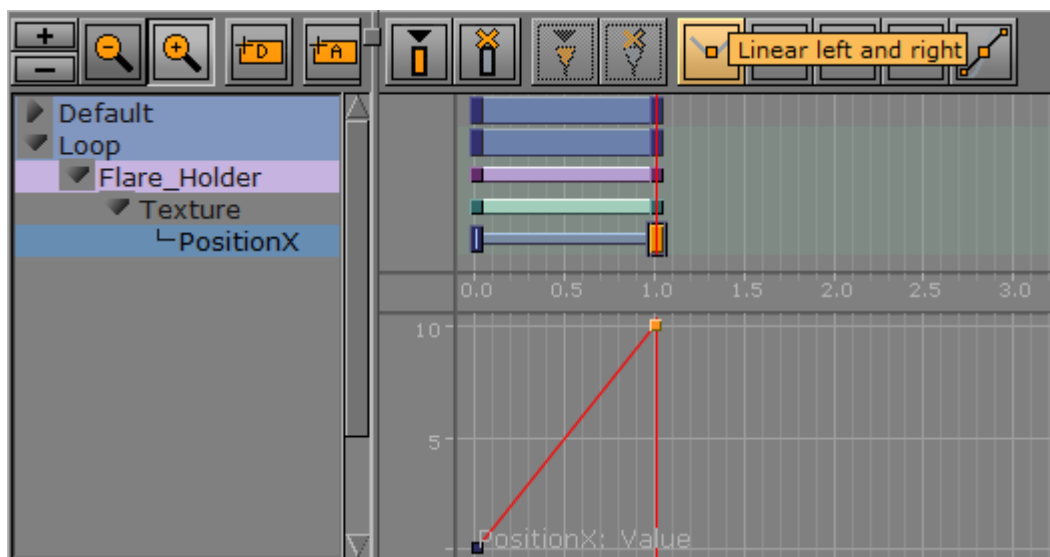 +
-
D
A
Linear left and right
Default
Loop
Flare_Holder
Texture
PositionX
0.0 0.5 1.0 1.5 2.0 2.5 3.0
10
5
PositionX: Value